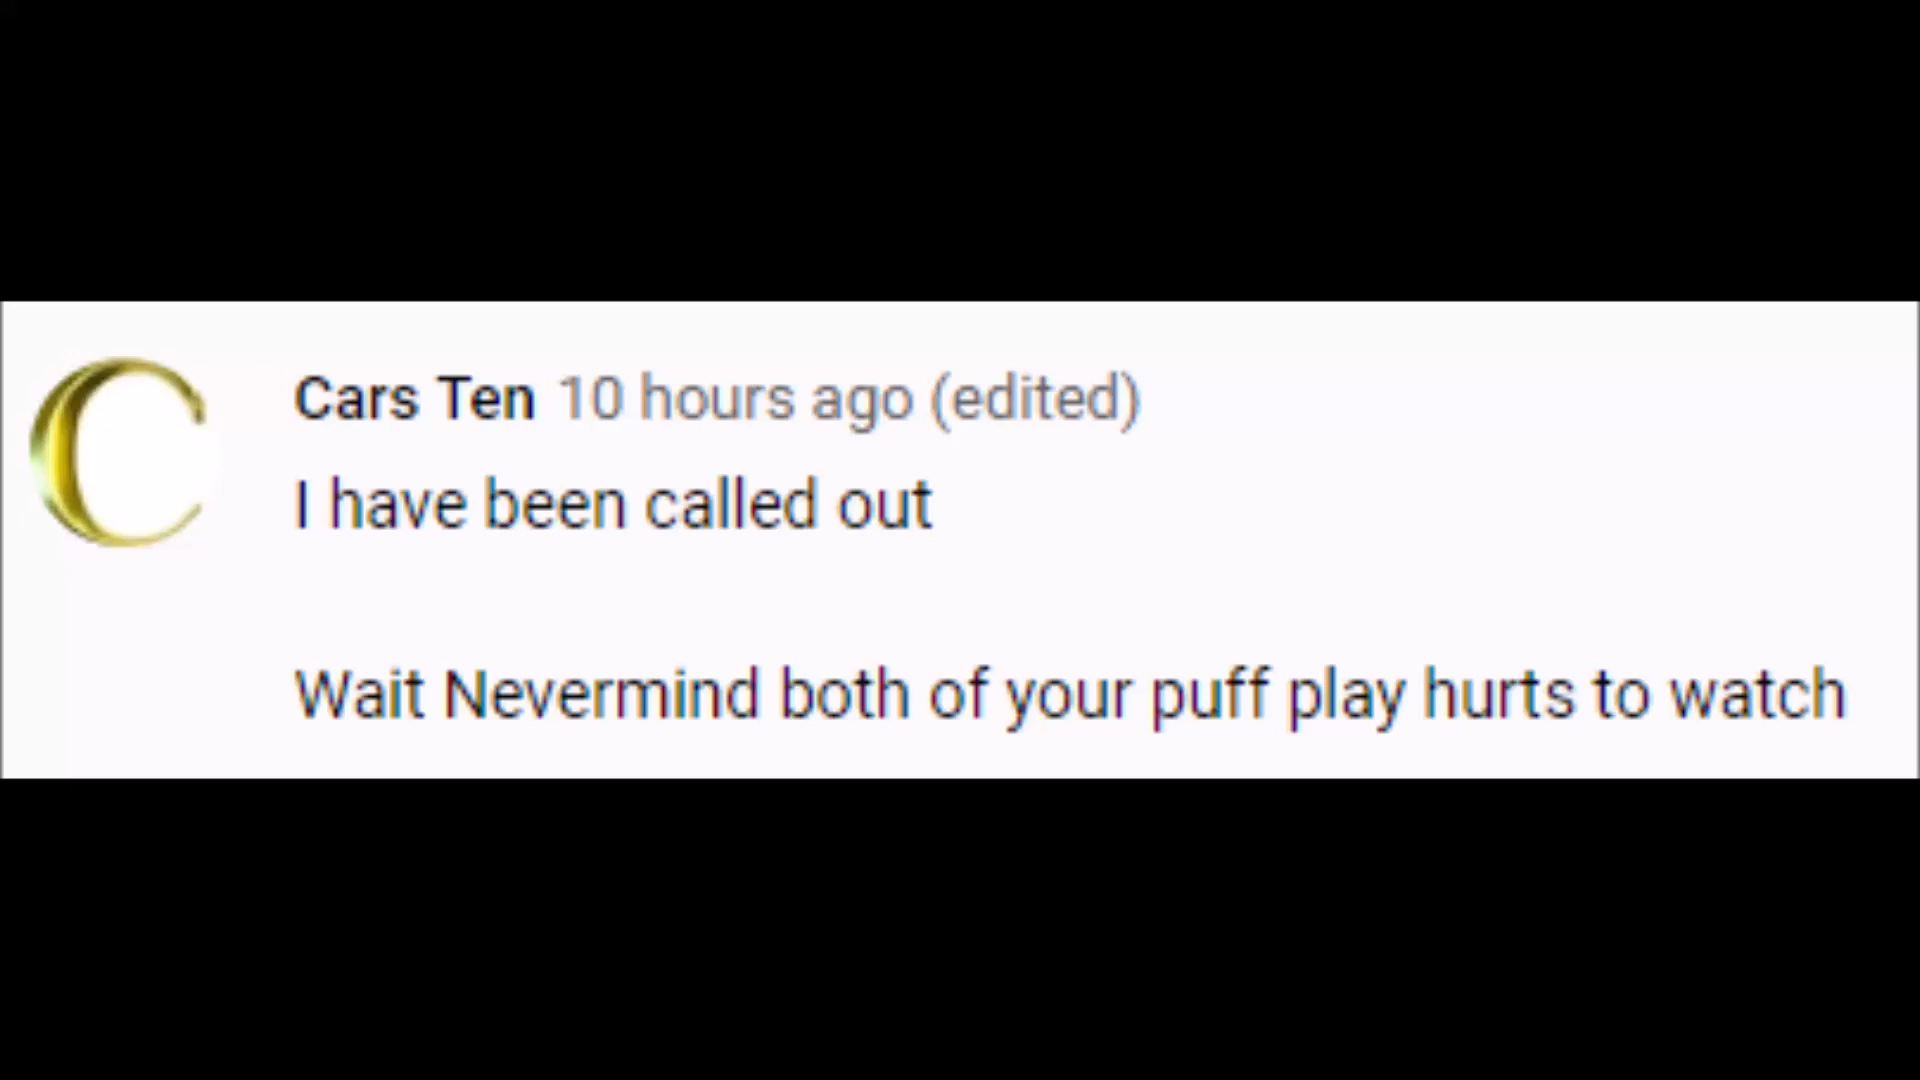 C
Cars Ten 10 hours ago (edited)
I have been called out
Wait Nevermind both of your puff play hurts to watch